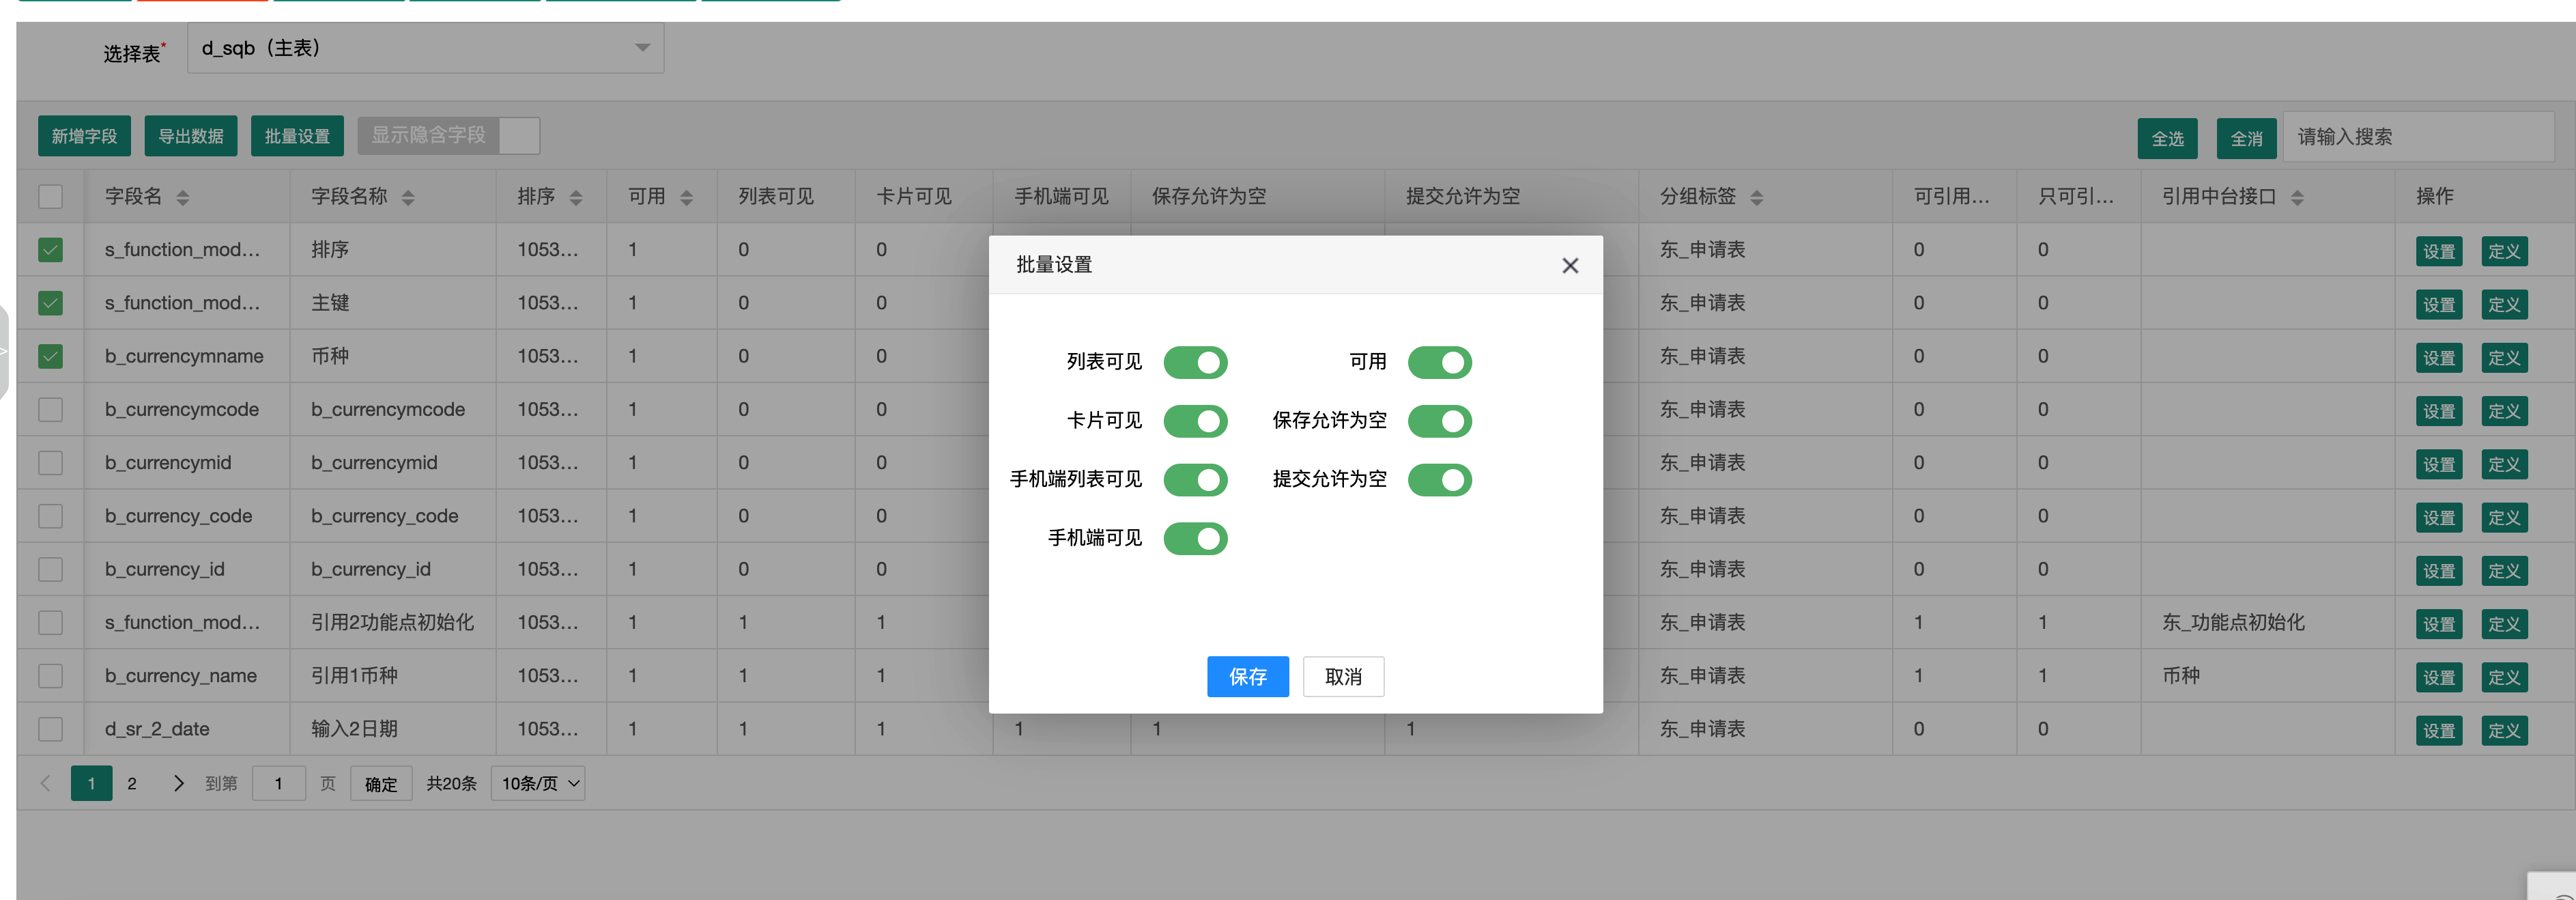 选择表* d_sqb（主表）
新增字段 导出数据 批量设置 显示隐含字段 全选 全消 请输入搜索
字段名 字段名称 排序 可用 列表可见 卡片可见 手机端可见 保存允许为空 提交允许为空 分组标签 可引用... 只可引... 引用中台接口 操作
s_function_mod... 排序 1053... 1 0 0 东_申请表 0 0 设置 定义
s_function_mod... 主键 1053... 1 0 0 东_申请表 0 0 设置 定义
b_currencymname 币种 1053... 1 0 0 东_申请表 0 0 设置 定义
b_currencymcode b_currencymcode 1053... 1 0 0 东_申请表 0 0 设置 定义
b_currencymid b_currencymid 1053... 1 0 0 东_申请表 0 0 设置 定义
b_currency_code b_currency_code 1053... 1 0 0 东_申请表 0 0 设置 定义
b_currency_id b_currency_id 1053... 1 0 0 东_申请表 0 0 设置 定义
s_function_mod... 引用2功能点初始化 1053... 1 1 1 东_申请表 1 1 东_功能点初始化 设置 定义
b_currency_name 引用1币种 1053... 1 1 1 东_申请表 1 1 币种 设置 定义
d_sr_2_date 输入2日期 1053... 1 1 1 1 1 1 东_申请表 0 0 设置 定义
1 2 > 到第 1 页 确定 共20条 10条/页
批量设置
列表可见 可用
卡片可见 保存允许为空
手机端列表可见 提交允许为空
手机端可见
保存 取消